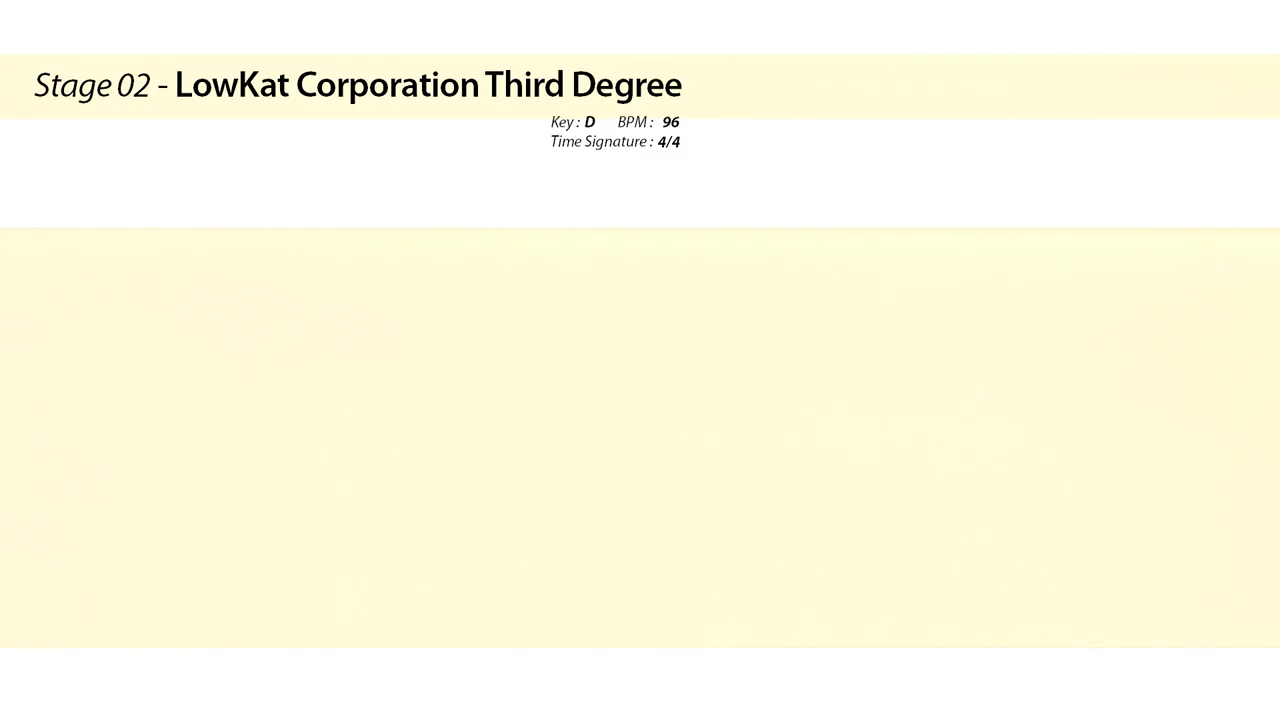 Stage 02 - LowKat Corporation Third Degree
Key : D BPM : 96
Time Signature : 4/4